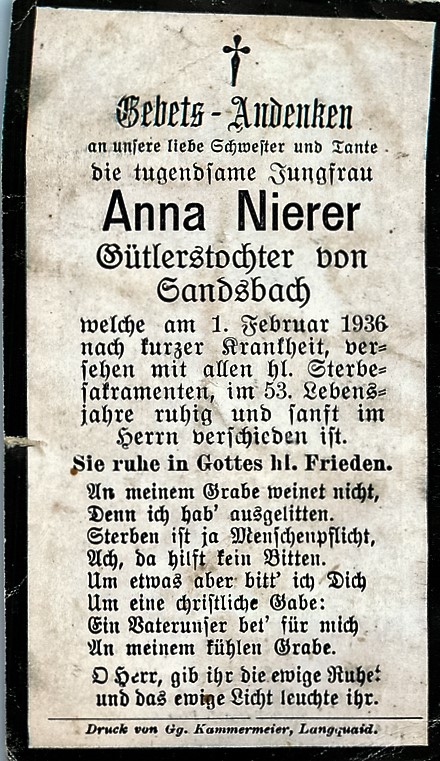 Gebets-Andenken
an unsere liebe Schwester und Tante
die tugendsame Jungfrau
Anna Nierer
Gütlerstochter von
Sandsbach
welche am 1. Februar 1936
nach kurzer Krankheit, ver-
sehen mit allen hl. Sterbe-
sakramenten, im 53. Lebens-
jahre ruhig und sanft im
Herrn verschieden ist.
Sie ruhe in Gottes hl. Frieden.
An meinem Grabe weinet nicht,
Denn ich hab' ausgelitten.
Sterben ist ja Menschenpflicht,
Ach, da hilft kein Bitten.
Um etwas aber bitt' ich Dich
Um eine christliche Gabe:
Ein Vaterunser bet' für mich
An meinem kühlen Grabe.
O Herr, gib ihr die ewige Ruhe!
und das ewige Licht leuchte ihr.
Druck von Gg. Kammermeier, Langquaid.